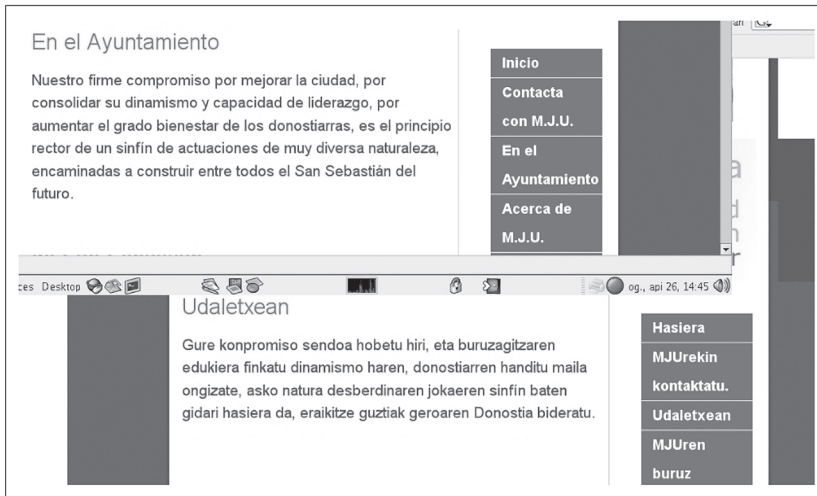 En el Ayuntamiento
Nuestro firme compromiso por mejorar la ciudad, por
consolidar su dinamismo y capacidad de liderazgo, por
aumentar el grado bienestar de los donostiarras, es el principio
rector de un sinfín de actuaciones de muy diversa naturaleza,
encaminadas a construir entre todos el San Sebastián del
futuro.
Inicio
Contacta
con M.J.U.
En el
Ayuntamiento
Acerca de
M.J.U.
Desktop
og., api 26, 14:45
Udaletxean
Gure konpromiso sendoa hobetu hiri, eta buruzagitzaren
edukiera finkatu dinamismo haren, donostiarren handitu maila
ongizate, asko natura desberdinaren jokaeren sinfín baten
gidari hasiera da, eraikitze guztiak geroaren Donostia bideratu.
Hasiera
MJUrekin
kontaktatu.
Udaletxean
MJUren
buruz